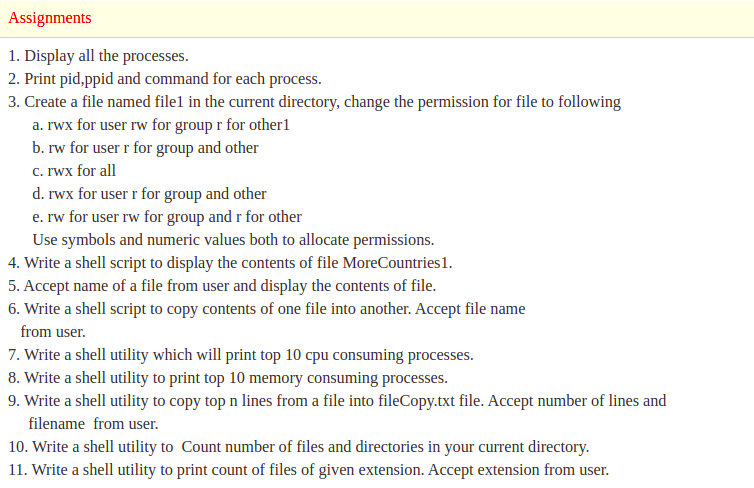 Assignments
1. Display all the processes.
2. Print pid,ppid and command for each process.
3. Create a file named file1 in the current directory, change the permission for file to following
a. rwx for user rw for group r for other1
b. rw for user r for group and other
c. rwx for all
d. rwx for user r for group and other
e. rw for user rw for group and r for other
Use symbols and numeric values both to allocate permissions.
4. Write a shell script to display the contents of file MoreCountries1.
5. Accept name of a file from user and display the contents of file.
6. Write a shell script to copy contents of one file into another. Accept file name
from user.
7. Write a shell utility which will print top 10 cpu consuming processes.
8. Write a shell utility to print top 10 memory consuming processes.
9. Write a shell utility to copy top n lines from a file into fileCopy.txt file. Accept number of lines and
filename  from user.
10. Write a shell utility to  Count number of files and directories in your current directory.
11. Write a shell utility to print count of files of given extension. Accept extension from user.